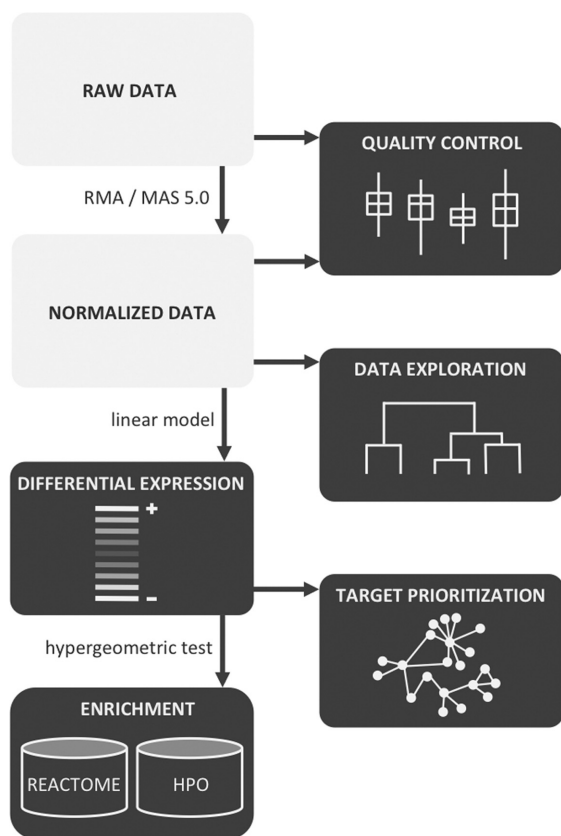 RAW DATA
QUALITY CONTROL
RMA / MAS 5.0
NORMALIZED DATA
DATA EXPLORATION
linear model
DIFFERENTIAL EXPRESSION
+
–
TARGET PRIORITIZATION
hypergeometric test
ENRICHMENT
REACTOME
HPO